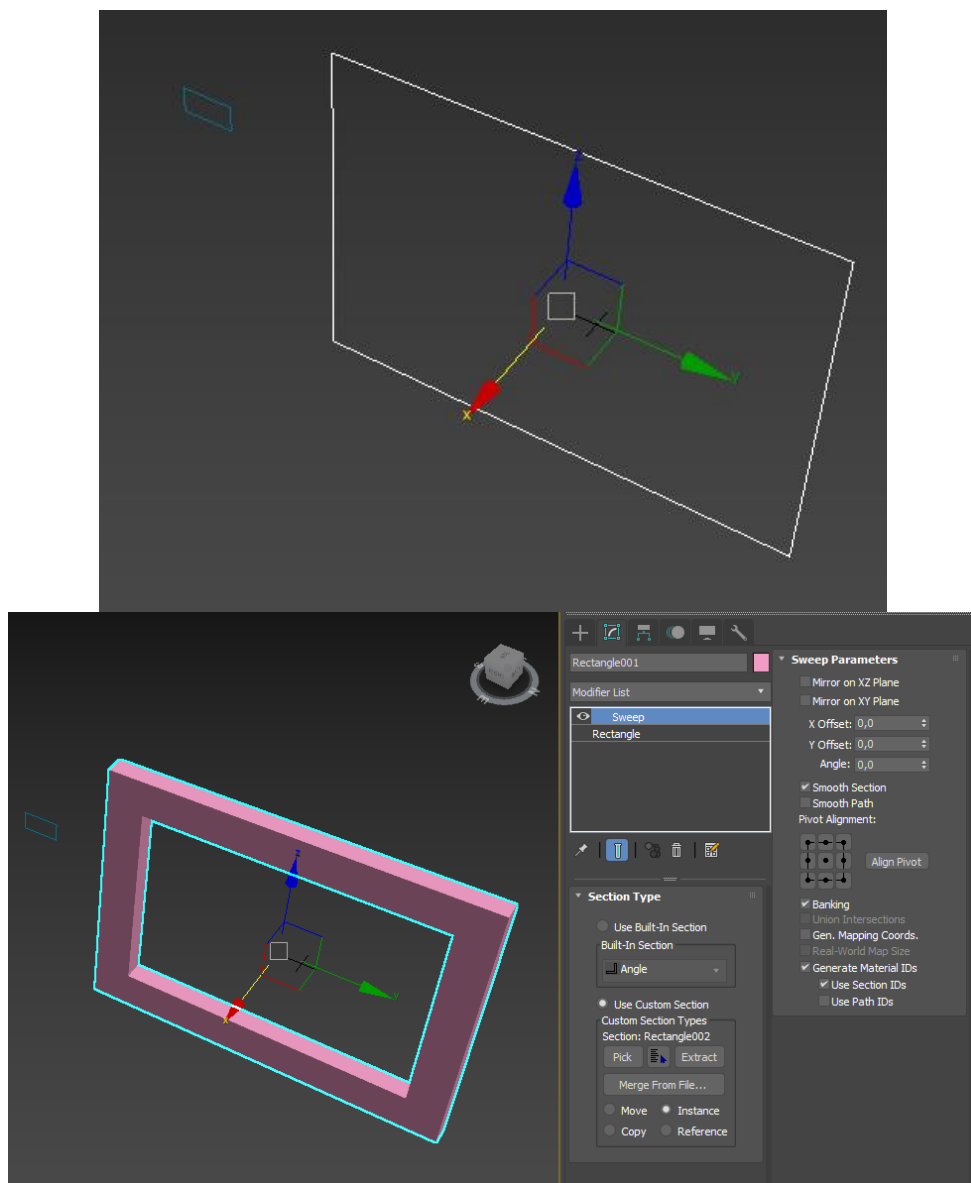 z
y
x
z
y
x
Rectangle001
Modifier List
Sweep
Rectangle
Section Type
Use Built-In Section
Built-In Section
Angle
Use Custom Section
Custom Section Types
Section: Rectangle002
Pick
Extract
Merge From File...
Move
Instance
Copy
Reference
Sweep Parameters
Mirror on XZ Plane
Mirror on XY Plane
X Offset: 0,0
Y Offset: 0,0
Angle: 0,0
Smooth Section
Smooth Path
Pivot Alignment:
Align Pivot
Banking
Union Intersections
Gen. Mapping Coords.
Real-World Map Size
Generate Material IDs
Use Section IDs
Use Path IDs